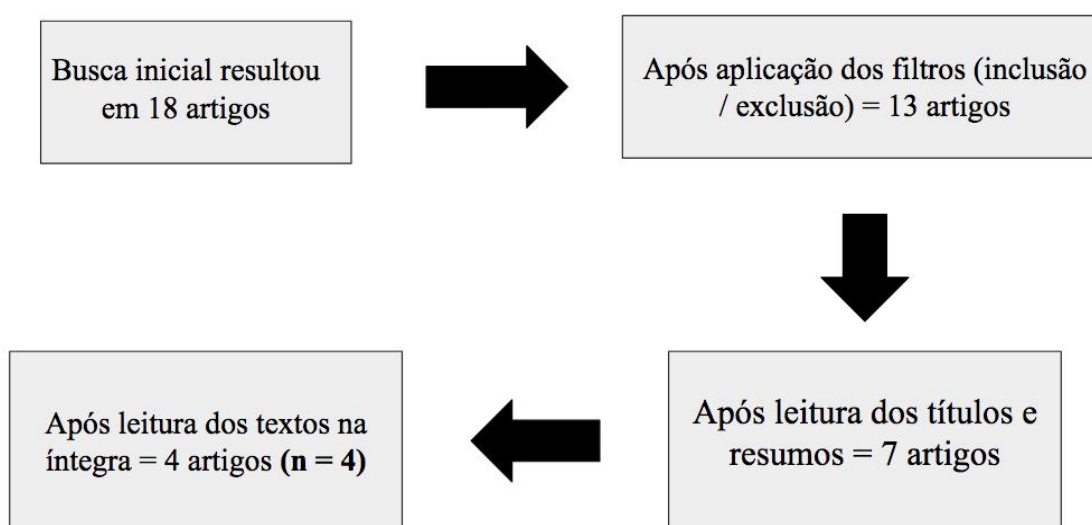 Busca inicial resultou
em 18 artigos
Após aplicação dos filtros (inclusão
/ exclusão) = 13 artigos
Após leitura dos títulos e
resumos = 7 artigos
Após leitura dos textos na
íntegra = 4 artigos (n = 4)